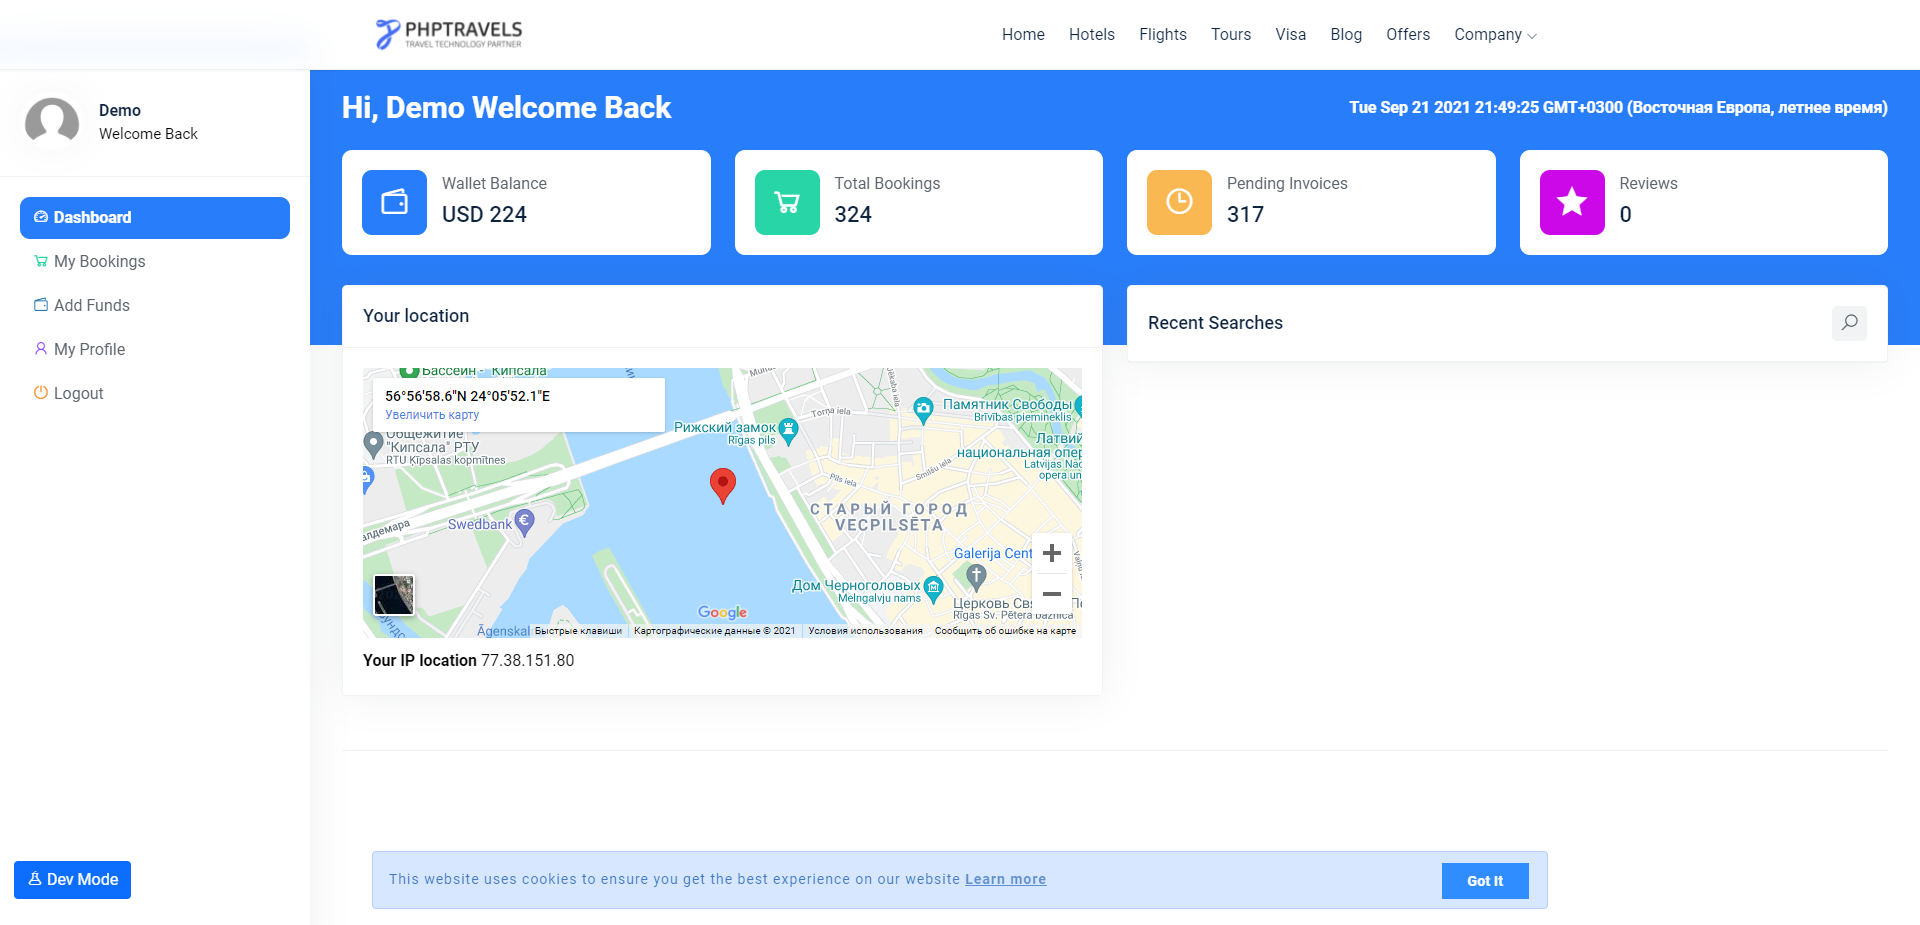 PHPTRAVELS
TRAVEL TECHNOLOGY PARTNER
Home Hotels Flights Tours Visa Blog Offers Company
Demo
Welcome Back
Dashboard
My Bookings
Add Funds
My Profile
Logout
Dev Mode
Hi, Demo Welcome Back
Tue Sep 21 2021 21:49:25 GMT+0300 (Восточная Европа, летнее время)
Wallet Balance
USD 224
Total Bookings
324
Pending Invoices
317
Reviews
0
Your location
Recent Searches
Бассейн - Кипсала
56°56'58.6"N 24°05'52.1"E
Увеличить карту
Общежитие
"Кипсала" РТУ
RTU Ķīpsalas kopmītnes
Рижский замок
Rīgas pils
Torņa iela
Jēkaba iela
Памятник Свободы
Brīvības piemineklis
Латвий
национальная опер
Latvijas Nac
opera un
Smilšu iela
Pils iela
СТАРЫЙ ГОРОД
VECPILSĒTA
Swedbank
Galerija Cent
Дом Черноголовых
Melngalvju nams
Церковь Свя
Rīgas Sv. Pētera baznīca
Google
Āgenskal
Быстрые клавиши Картографические данные © 2021 Условия использования Сообщить об ошибке на карте
Your IP location 77.38.151.80
This website uses cookies to ensure you get the best experience on our website Learn more
Got It